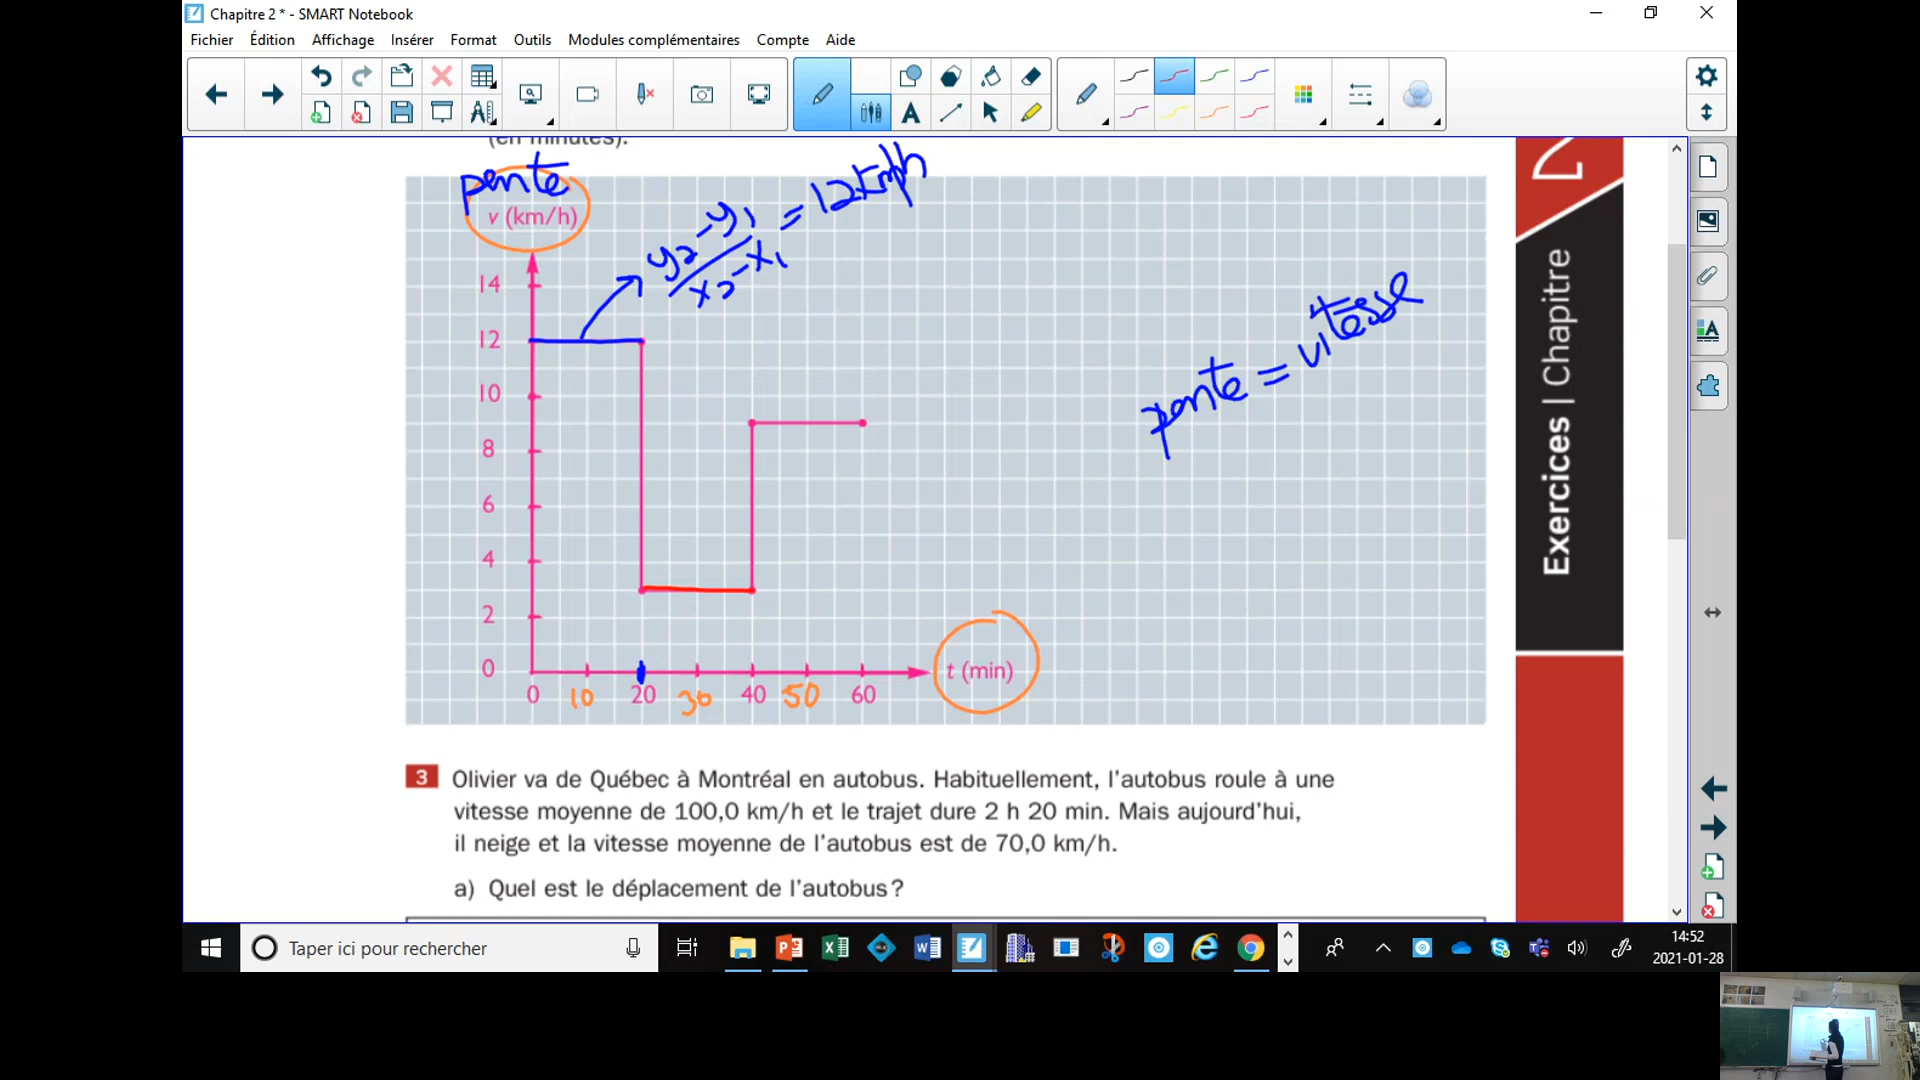 Chapitre 2 * - SMART Notebook
Fichier Édition Affichage Insérer Format Outils Modules complémentaires Compte Aide
(en minutes).
pente
v (km/h)
y2 - y1
x2 - x1
= 12 km/h
14
12
10
8
6
4
2
0
pente = vitesse
t (min)
0 10 20 30 40 50 60
Exercices | Chapitre 2
3 Olivier va de Québec à Montréal en autobus. Habituellement, l'autobus roule à une
vitesse moyenne de 100,0 km/h et le trajet dure 2 h 20 min. Mais aujourd'hui,
il neige et la vitesse moyenne de l'autobus est de 70,0 km/h.
a) Quel est le déplacement de l'autobus ?
Taper ici pour rechercher
14:52
2021-01-28